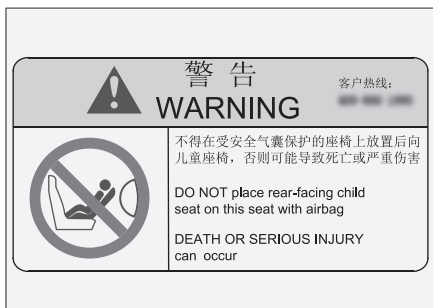 警告
WARNING
客户热线：
不得在受安全气囊保护的座椅上放置后向
儿童座椅，否则可能导致死亡或严重伤害
DO NOT place rear-facing child
seat on this seat with airbag
DEATH OR SERIOUS INJURY
can occur